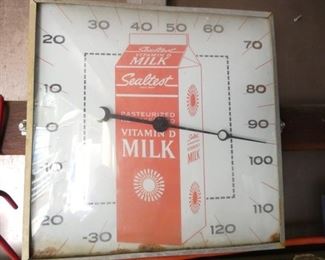 30 40 50 60
Sealtest
VITAMIN D
MILK
20 70
Sealtest
10 80
PASTEURIZED
0 90
VITAMIN D
MILK
10 100
20 110
-30 120